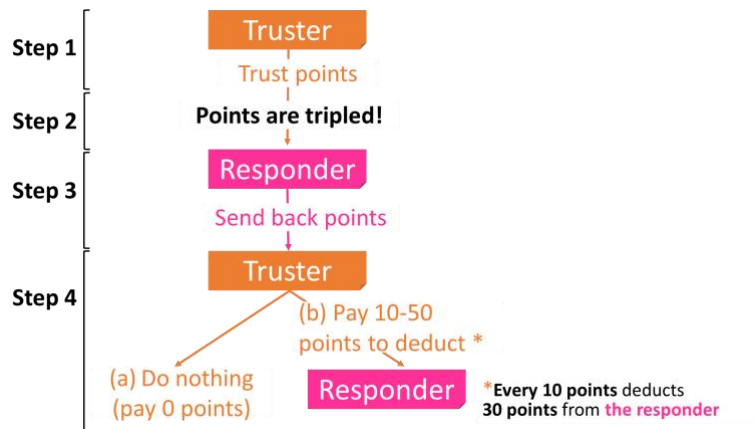 Step 1
Truster
Trust points
Step 2
Points are tripled!
Step 3
Responder
Send back points
Step 4
Truster
(a) Do nothing
(pay 0 points)
(b) Pay 10-50
points to deduct *
Responder
*Every 10 points deducts
30 points from the responder